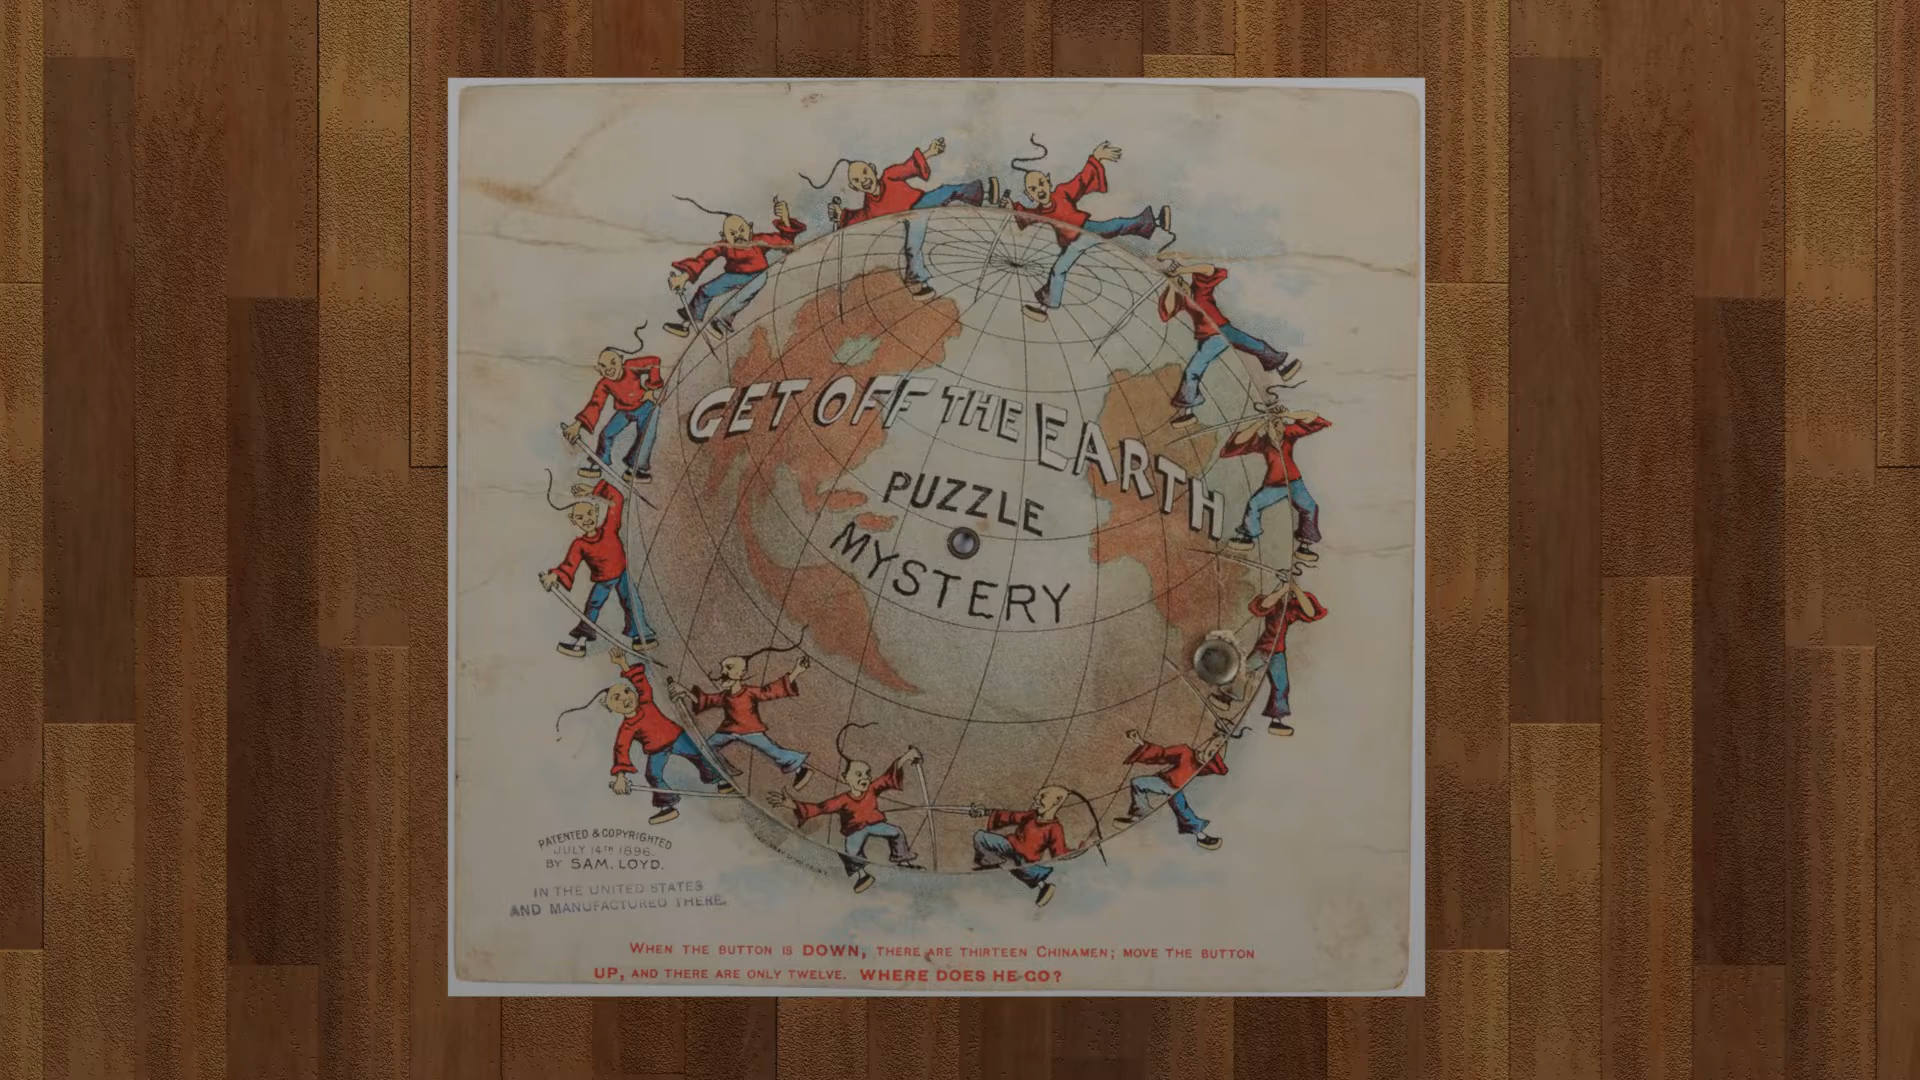 GET OFF THE EARTH
PUZZLE
MYSTERY
PATENTED & COPYRIGHTED
JULY 14TH 1896.
BY SAM. LOYD.
IN THE UNITED STATES
AND MANUFACTURED THERE.
WHEN THE BUTTON IS DOWN, THERE ARE THIRTEEN CHINAMEN; MOVE THE BUTTON
UP, AND THERE ARE ONLY TWELVE. WHERE DOES HE GO?